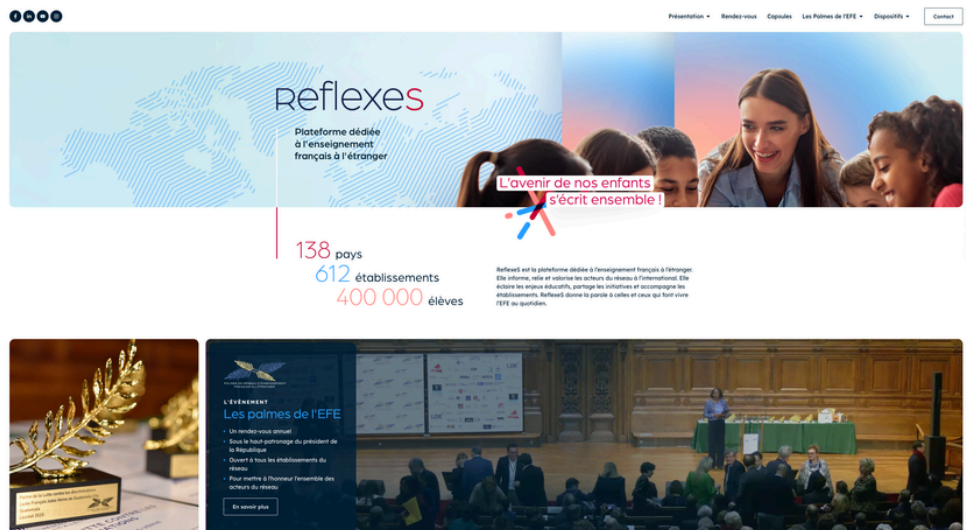 Présentation
Rendez-vous
Capsules
Les Palmes de l'EFE
Dispositifs
Contact
RéflexeS
Plateforme dédiée
à l'enseignement
français à l'étranger
L'avenir de nos enfants
s'écrit ensemble !
138 pays
612 établissements
400 000 élèves
ReflexeS est la plateforme dédiée à l'enseignement français à l'étranger.
Elle informe, relie et valorise les acteurs du réseau à l'international. Elle
éclaire les enjeux éducatifs, partage les initiatives et accompagne les
établissements. ReflexeS donne la parole à celles et ceux qui font vivre
l'EFE au quotidien.
L'ÉVÈNEMENT
Les palmes de l'EFE
Un rendez-vous annuel
Sous le haut-patronage du président de
la République
Ouvert à tous les établissements du
réseau
Pour mettre à l'honneur l'ensemble des
acteurs du réseau
En savoir plus